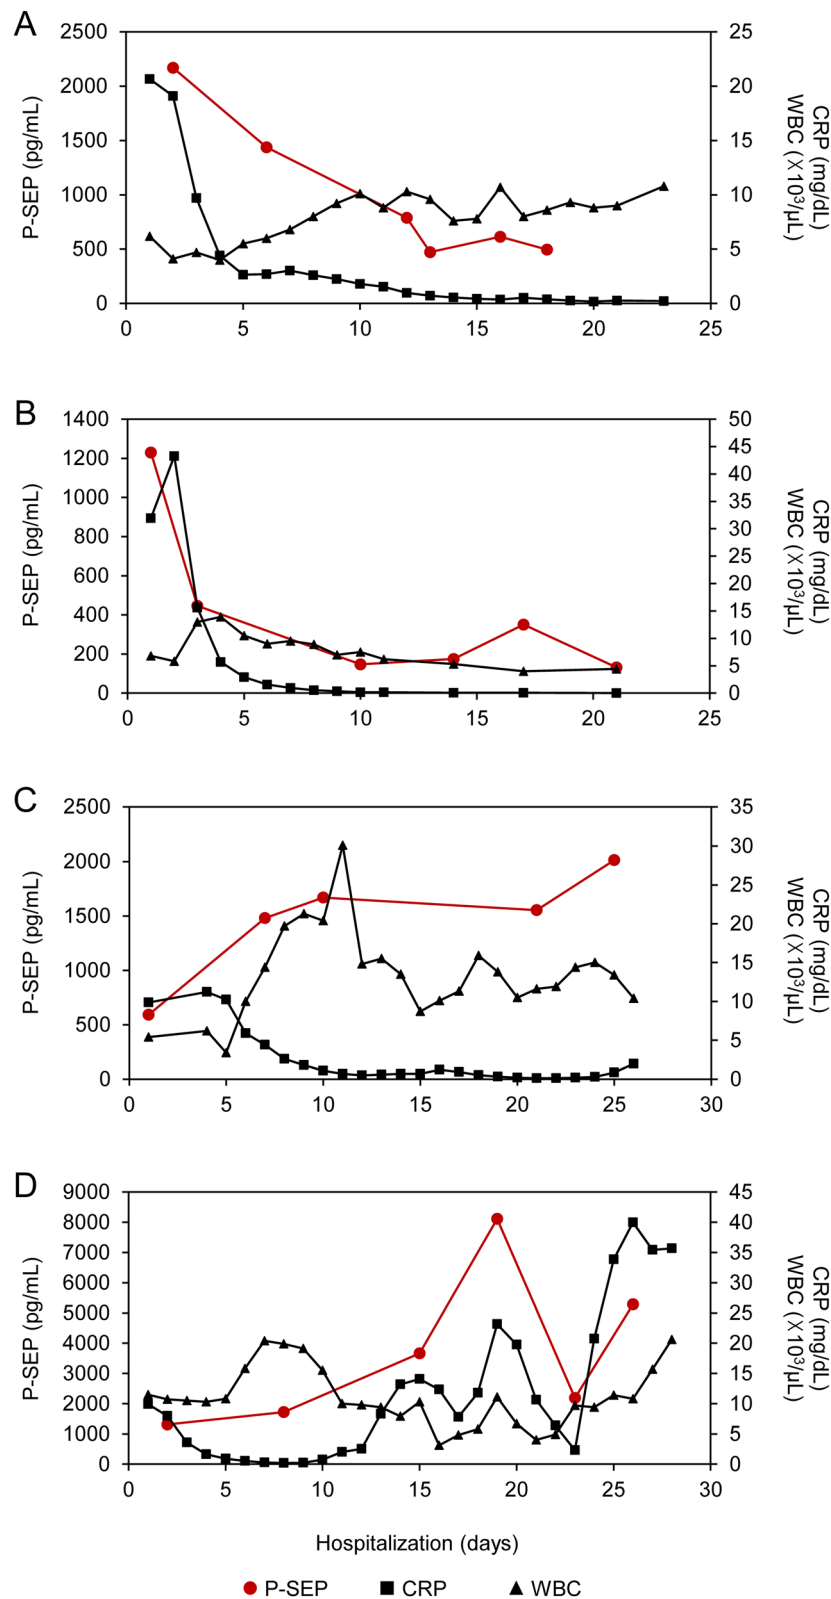 A
2500
2000
1500
1000
500
0
P-SEP (pg/mL)
25
20
15
10
5
0
CRP (mg/dL)
WBC (X10³/μL)
0 5 10 15 20 25
B
1400
1200
1000
800
600
400
200
0
P-SEP (pg/mL)
50
45
40
35
30
25
20
15
10
5
0
CRP (mg/dL)
WBC (X10³/μL)
0 5 10 15 20 25
C
2500
2000
1500
1000
500
0
P-SEP (pg/mL)
35
30
25
20
15
10
5
0
CRP (mg/dL)
WBC (X10³/μL)
0 5 10 15 20 25 30
D
9000
8000
7000
6000
5000
4000
3000
2000
1000
0
P-SEP (pg/mL)
45
40
35
30
25
20
15
10
5
0
CRP (mg/dL)
WBC (X10³/μL)
0 5 10 15 20 25 30
Hospitalization (days)
P-SEP CRP WBC